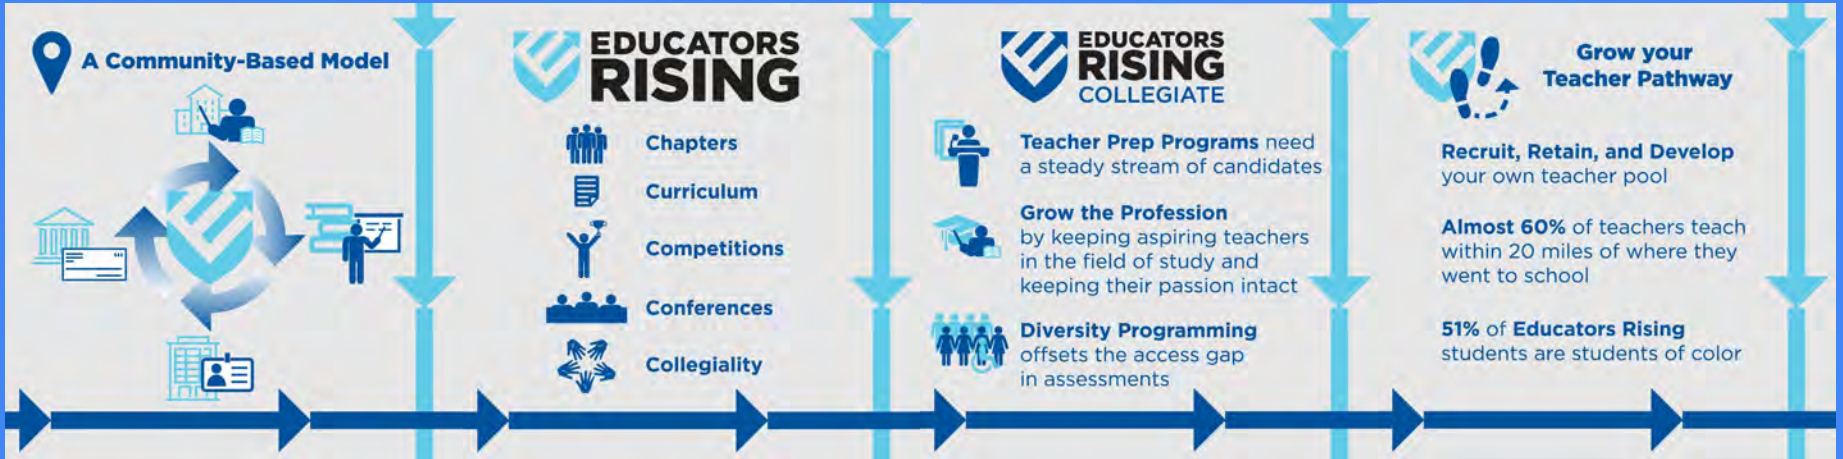 A Community-Based Model
EDUCATORS
RISING
Chapters
Curriculum
Competitions
Conferences
Collegiality
EDUCATORS
RISING
COLLEGIATE
Teacher Prep Programs need
a steady stream of candidates
Grow the Profession
by keeping aspiring teachers
in the field of study and
keeping their passion intact
Diversity Programming
offsets the access gap
in assessments
Grow your
Teacher Pathway
Recruit, Retain, and Develop
your own teacher pool
Almost 60% of teachers teach
within 20 miles of where they
went to school
51% of Educators Rising
students are students of color